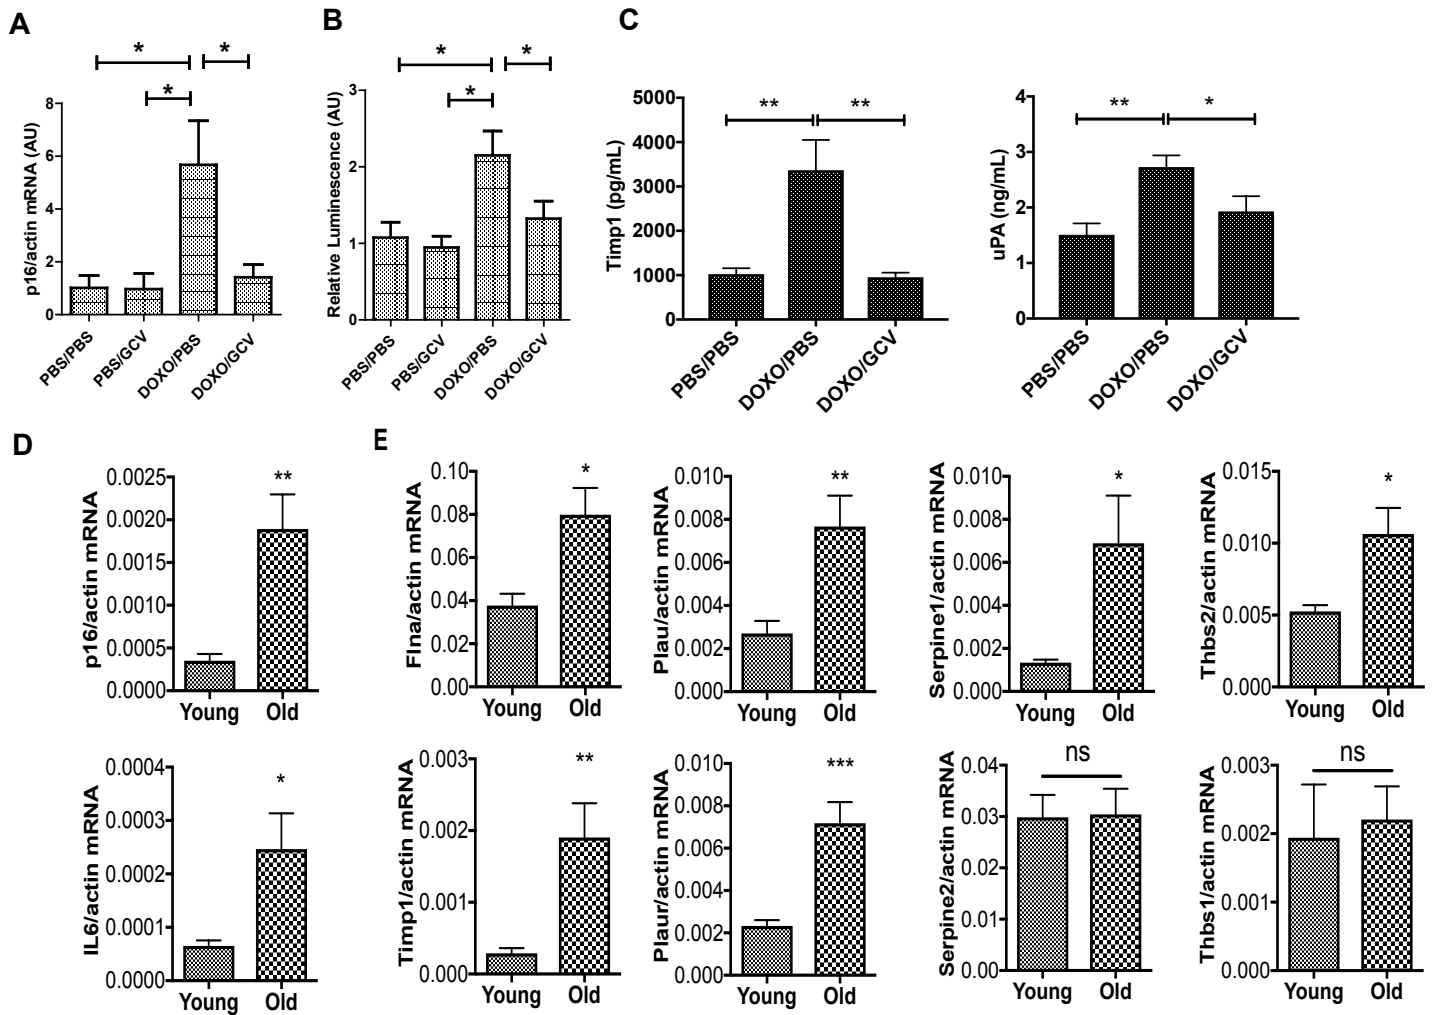 A
B
C
* *
*
p16/actin mRNA (AU)
8
6
4
2
0
PBS/PBS
PBS/GCV
DOXO/PBS
DOXO/GCV
* *
*
Relative Luminescence (AU)
3
2
1
0
PBS/PBS
PBS/GCV
DOXO/PBS
DOXO/GCV
** **
Timp1 (pg/mL)
5000
4000
3000
2000
1000
0
PBS/PBS
DOXO/PBS
DOXO/GCV
** *
uPA (ng/mL)
4
3
2
1
0
PBS/PBS
DOXO/PBS
DOXO/GCV
D
E
p16/actin mRNA
0.0025
0.0020
0.0015
0.0010
0.0005
0.0000
**
Young Old
Flna/actin mRNA
0.10
0.08
0.06
0.04
0.02
0.00
*
Young Old
Plau/actin mRNA
0.010
0.008
0.006
0.004
0.002
0.000
**
Young Old
Serpine1/actin mRNA
0.010
0.008
0.006
0.004
0.002
0.000
*
Young Old
Thbs2/actin mRNA
0.015
0.010
0.005
0.000
*
Young Old
IL6/actin mRNA
0.0004
0.0003
0.0002
0.0001
0.0000
*
Young Old
Timp1/actin mRNA
0.003
0.002
0.001
0.000
**
Young Old
Plaur/actin mRNA
0.010
0.008
0.006
0.004
0.002
0.000
***
Young Old
Serpine2/actin mRNA
0.04
0.03
0.02
0.01
0.00
ns
Young Old
Thbs1/actin mRNA
0.003
0.002
0.001
0.000
ns
Young Old